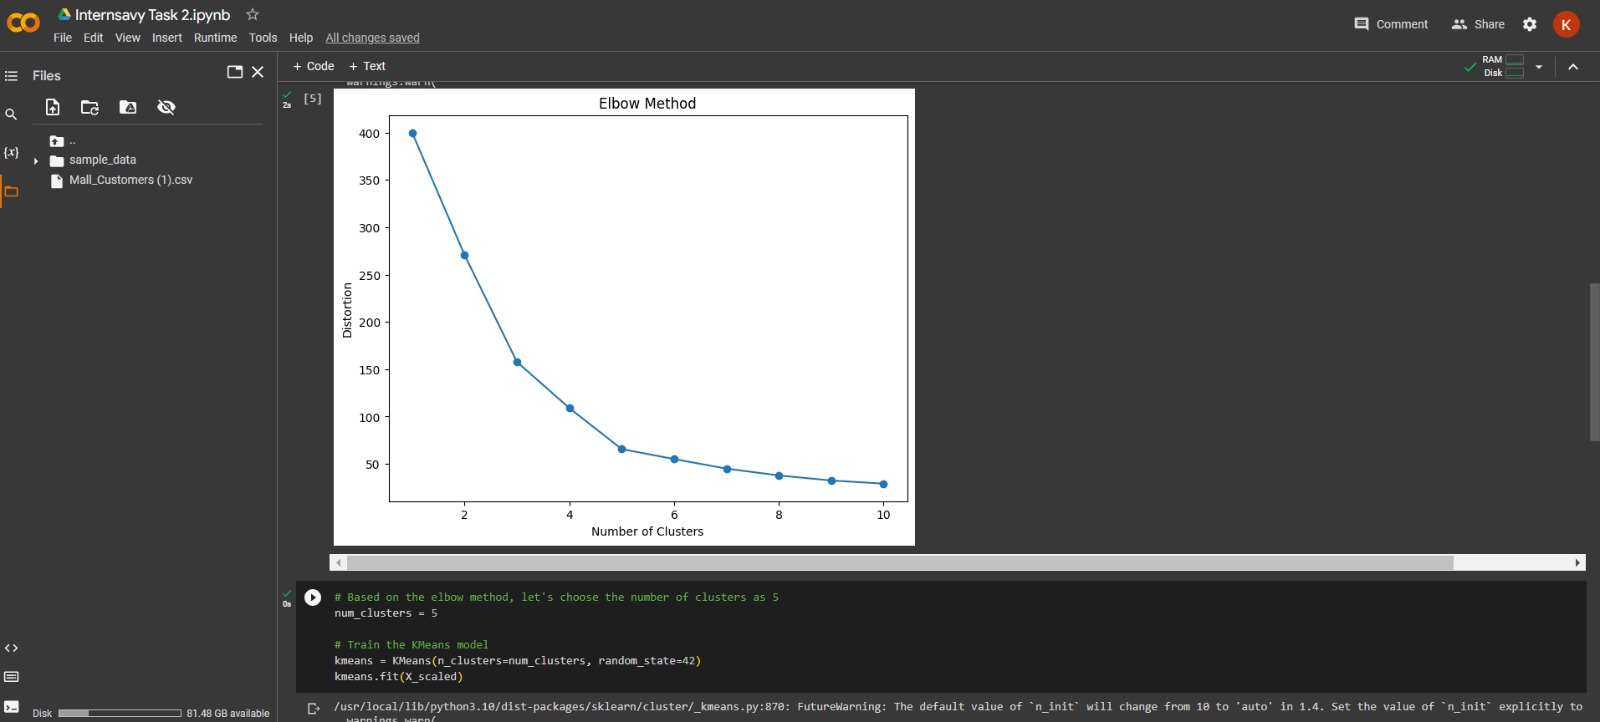 Internsavy Task 2.ipynb
File Edit View Insert Runtime Tools Help All changes saved
Comment Share K
Files
+ Code + Text
RAM
Disk
{x}
..
sample_data
Mall_Customers (1).csv
warnings.warn(
2s [5]
Elbow Method
400
350
300
250
200
150
100
50
Distortion
2 4 6 8 10
Number of Clusters
0s
# Based on the elbow method, let's choose the number of clusters as 5
num_clusters = 5
# Train the KMeans model
kmeans = KMeans(n_clusters=num_clusters, random_state=42)
kmeans.fit(X_scaled)
/usr/local/lib/python3.10/dist-packages/sklearn/cluster/_kmeans.py:870: FutureWarning: The default value of `n_init` will change from 10 to 'auto' in 1.4. Set the value of `n_init` explicitly to
warnings.warn(
Disk 81.48 GB available